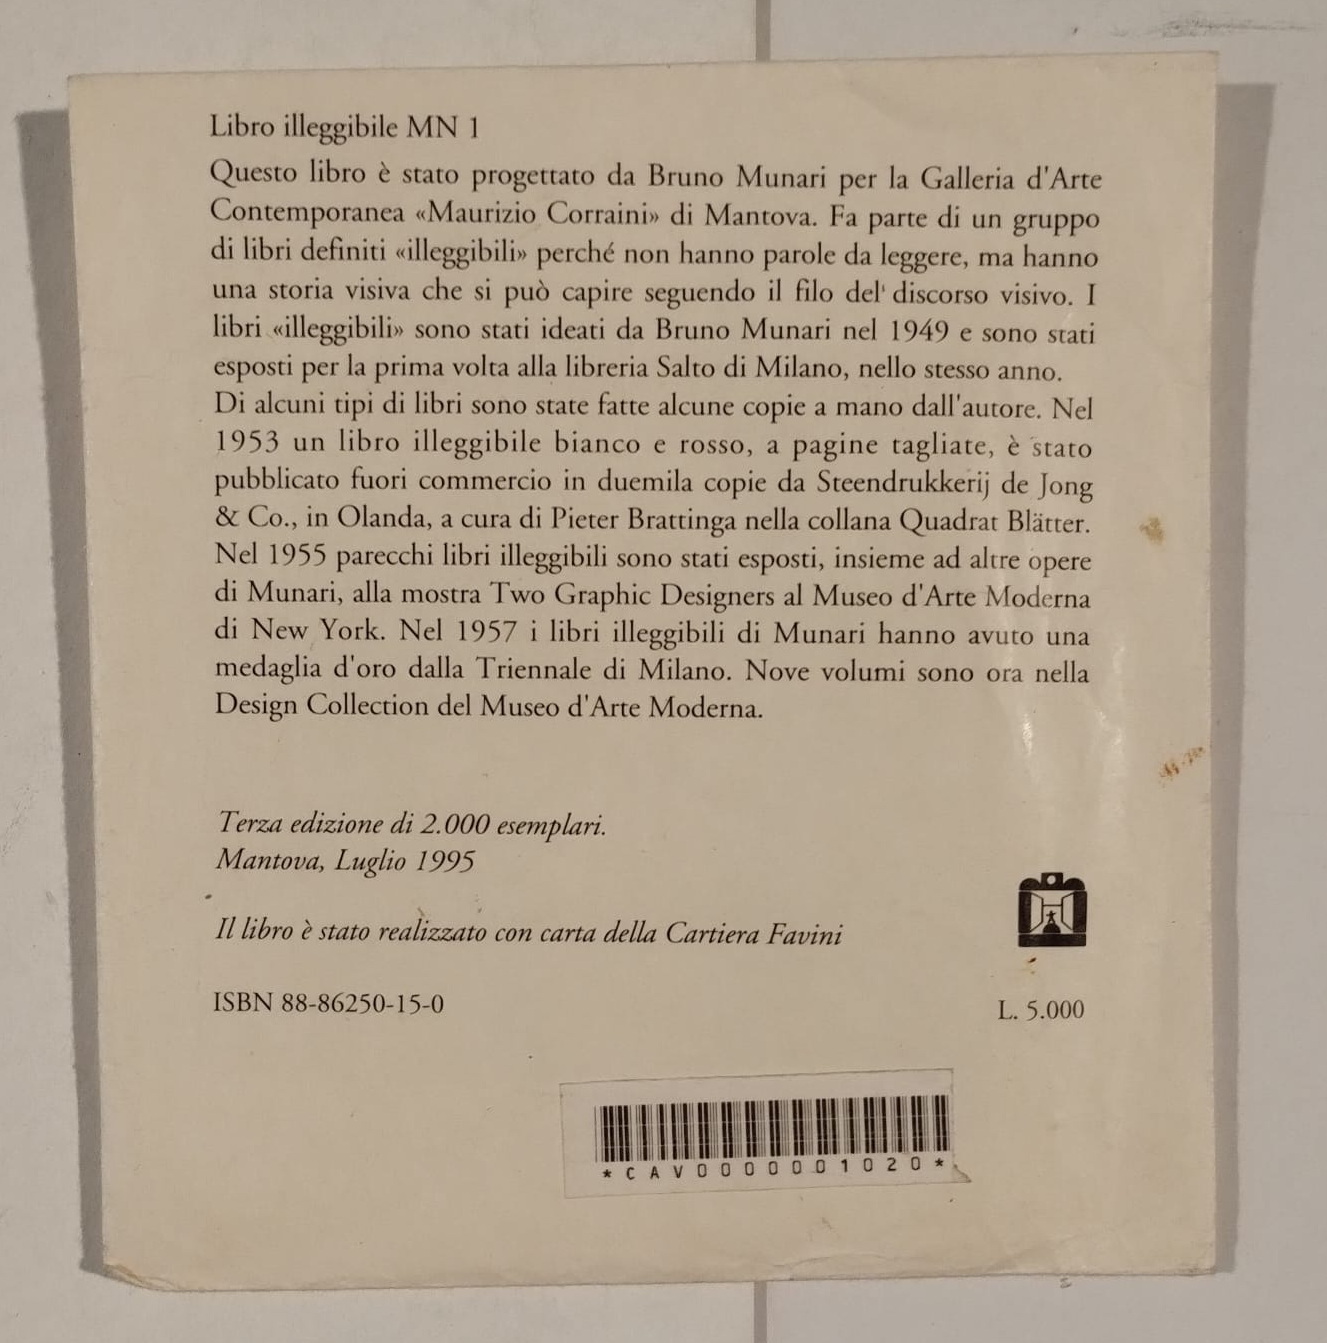 Libro illeggibile MN 1
Questo libro è stato progettato da Bruno Munari per la Galleria d'Arte
Contemporanea «Maurizio Corraini» di Mantova. Fa parte di un gruppo
di libri definiti «illeggibili» perché non hanno parole da leggere, ma hanno
una storia visiva che si può capire seguendo il filo del' discorso visivo. I
libri «illeggibili» sono stati ideati da Bruno Munari nel 1949 e sono stati
esposti per la prima volta alla libreria Salto di Milano, nello stesso anno.
Di alcuni tipi di libri sono state fatte alcune copie a mano dall'autore. Nel
1953 un libro illeggibile bianco e rosso, a pagine tagliate, è stato
pubblicato fuori commercio in duemila copie da Steendrukkerij de Jong
& Co., in Olanda, a cura di Pieter Brattinga nella collana Quadrat Blätter.
Nel 1955 parecchi libri illeggibili sono stati esposti, insieme ad altre opere
di Munari, alla mostra Two Graphic Designers al Museo d'Arte Moderna
di New York. Nel 1957 i libri illeggibili di Munari hanno avuto una
medaglia d'oro dalla Triennale di Milano. Nove volumi sono ora nella
Design Collection del Museo d'Arte Moderna.
Terza edizione di 2.000 esemplari.
Mantova, Luglio 1995
Il libro è stato realizzato con carta della Cartiera Favini
ISBN 88-86250-15-0
L. 5.000
*CAV0000001020*